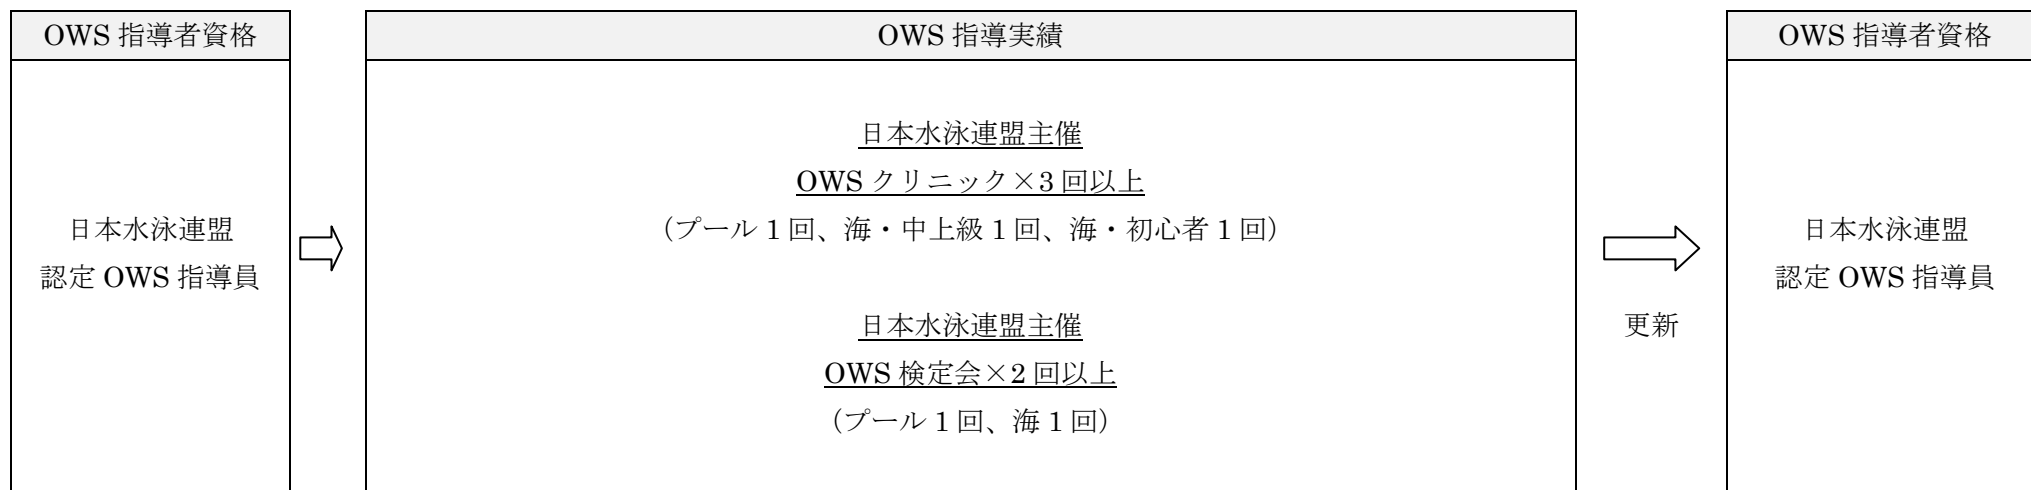 OWS 指導者資格
日本水泳連盟
認定 OWS 指導員
OWS 指導実績
日本水泳連盟主催
OWS クリニック×3 回以上
（プール 1 回、海・中上級 1 回、海・初心者 1 回）
日本水泳連盟主催
OWS 検定会×2 回以上
（プール 1 回、海 1 回）
更新
OWS 指導者資格
日本水泳連盟
認定 OWS 指導員